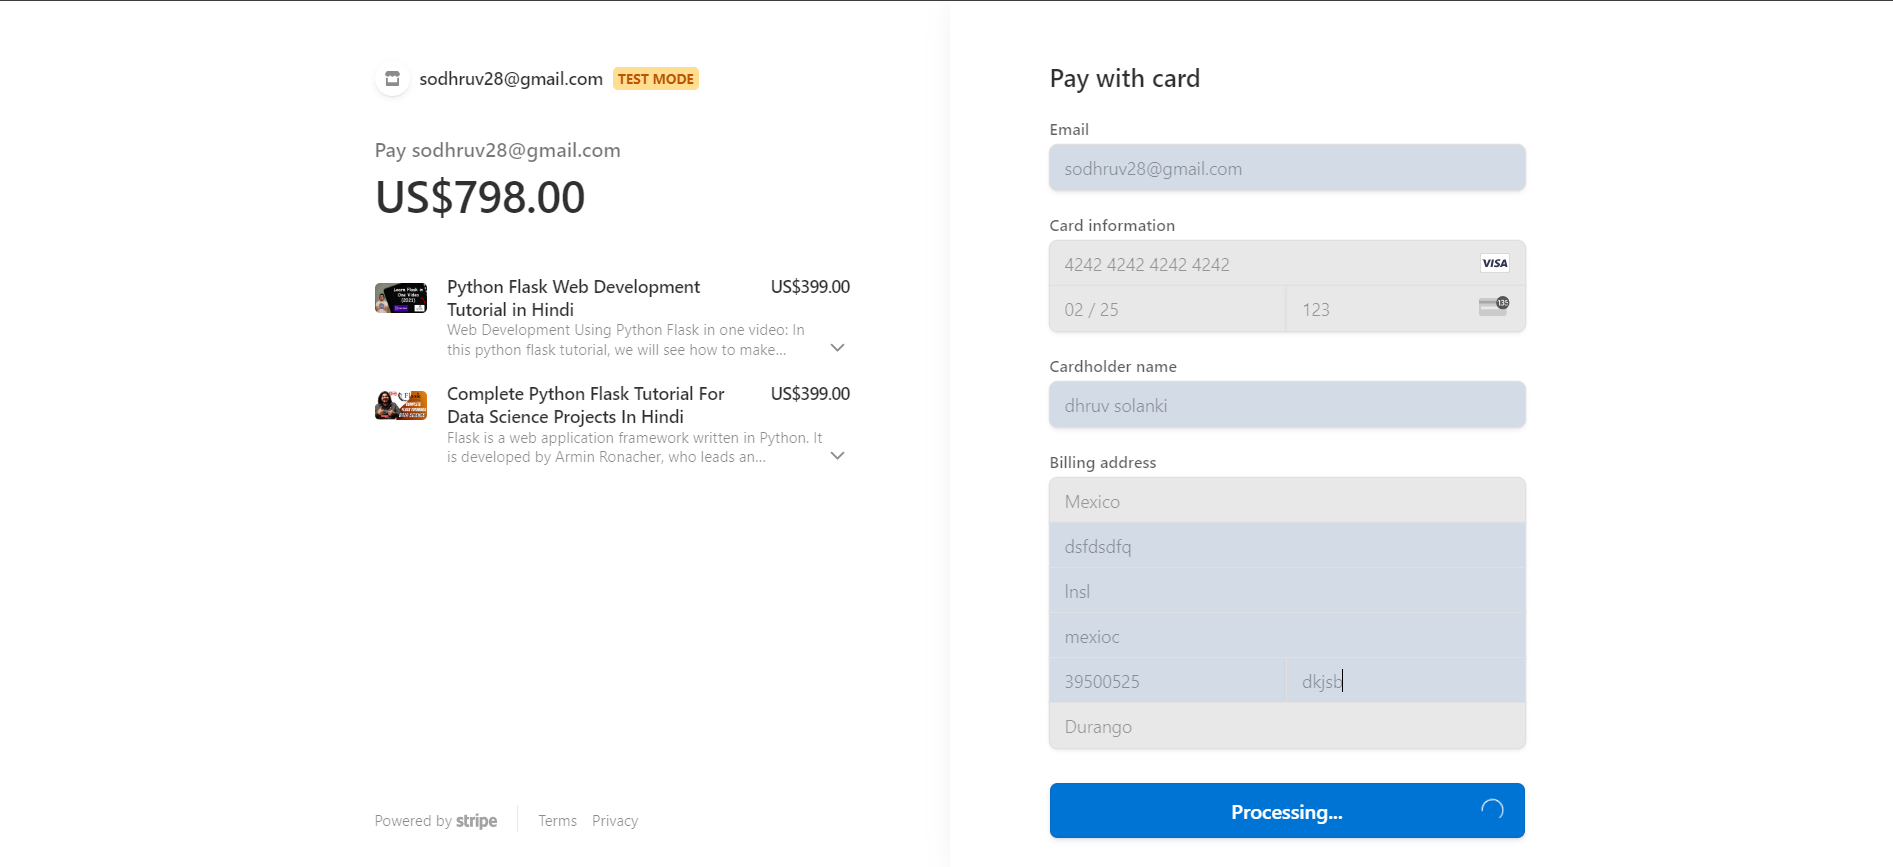 sodhruv28@gmail.com TEST MODE
Pay sodhruv28@gmail.com
US$798.00
Python Flask Web Development US$399.00
Tutorial in Hindi
Web Development Using Python Flask in one video: In
this python flask tutorial, we will see how to make...
Complete Python Flask Tutorial For US$399.00
Data Science Projects In Hindi
Flask is a web application framework written in Python. It
is developed by Armin Ronacher, who leads an...
Powered by stripe Terms Privacy
Pay with card
Email
sodhruv28@gmail.com
Card information
4242 4242 4242 4242 VISA
02 / 25 123 135
Cardholder name
dhruv solanki
Billing address
Mexico
dsfdsdfq
mexioc
39500525 dkjsb
Durango
Processing...